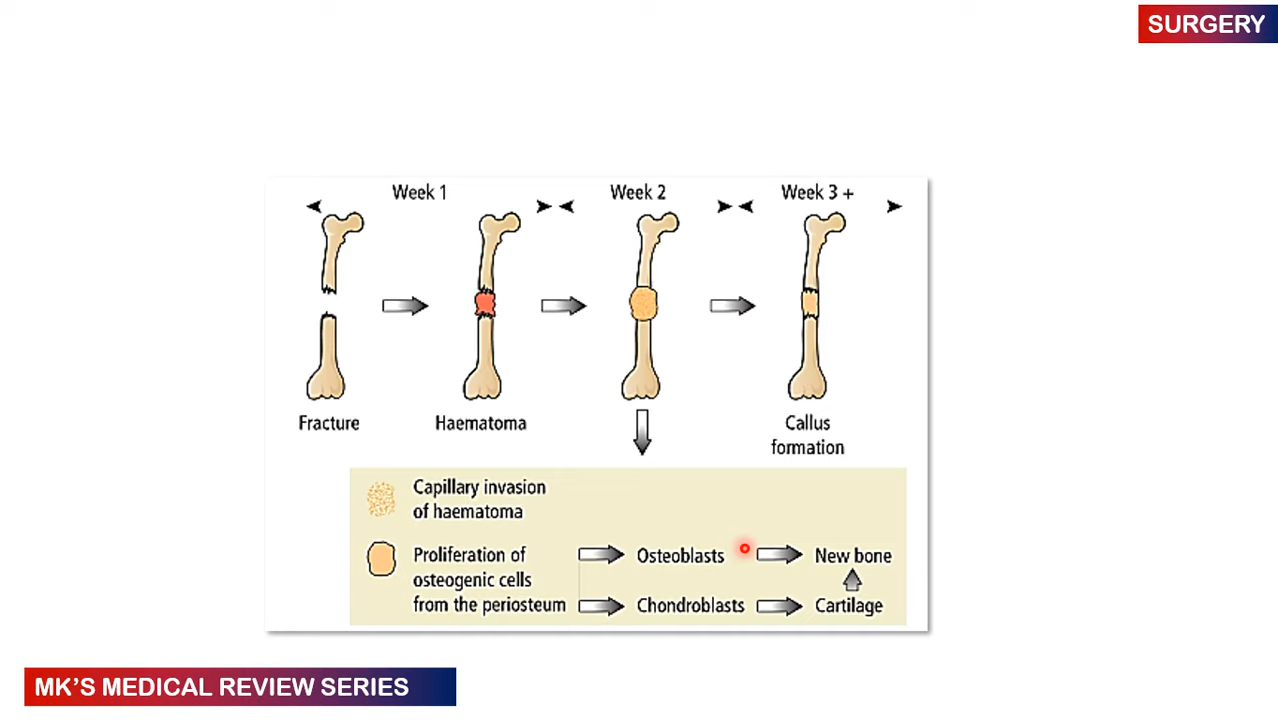 SURGERY
Week 1
Week 2
Week 3 +
Fracture
Haematoma
Callus
formation
Capillary invasion
of haematoma
Proliferation of
osteogenic cells
from the periosteum
Osteoblasts
New bone
Chondroblasts
Cartilage
MK'S MEDICAL REVIEW SERIES